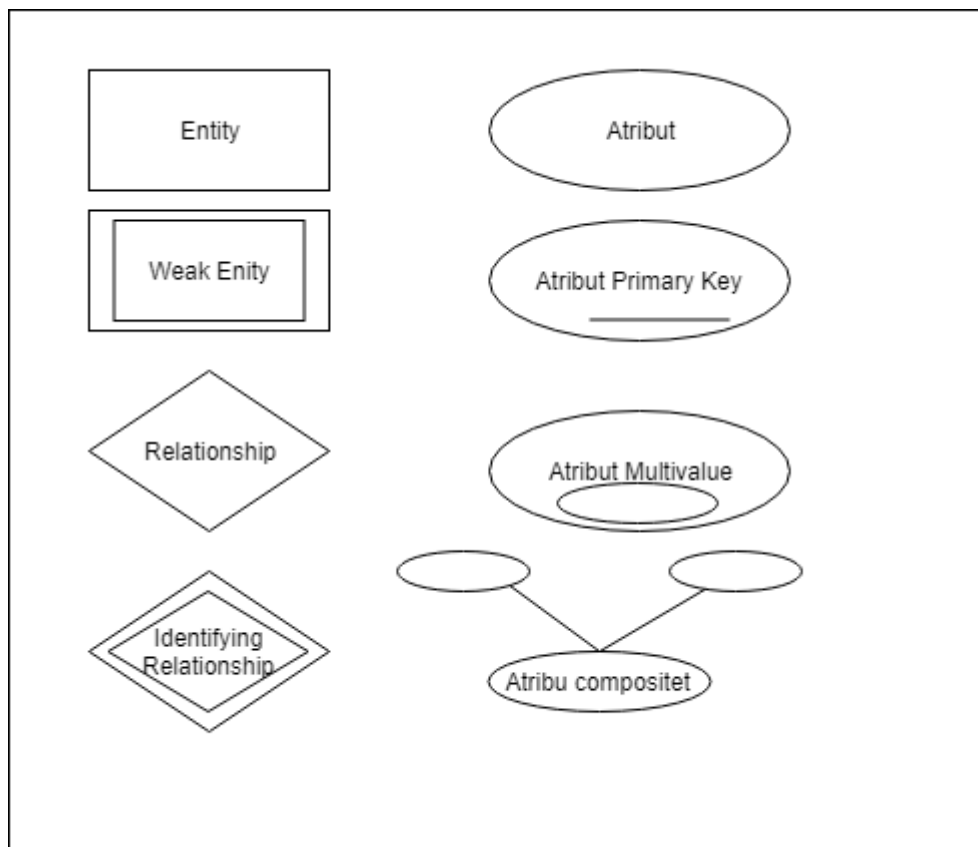 Entity
Atribut
Weak Enity
Atribut Primary Key
Relationship
Atribut Multivalue
Identifying
Relationship
Atribu compositet